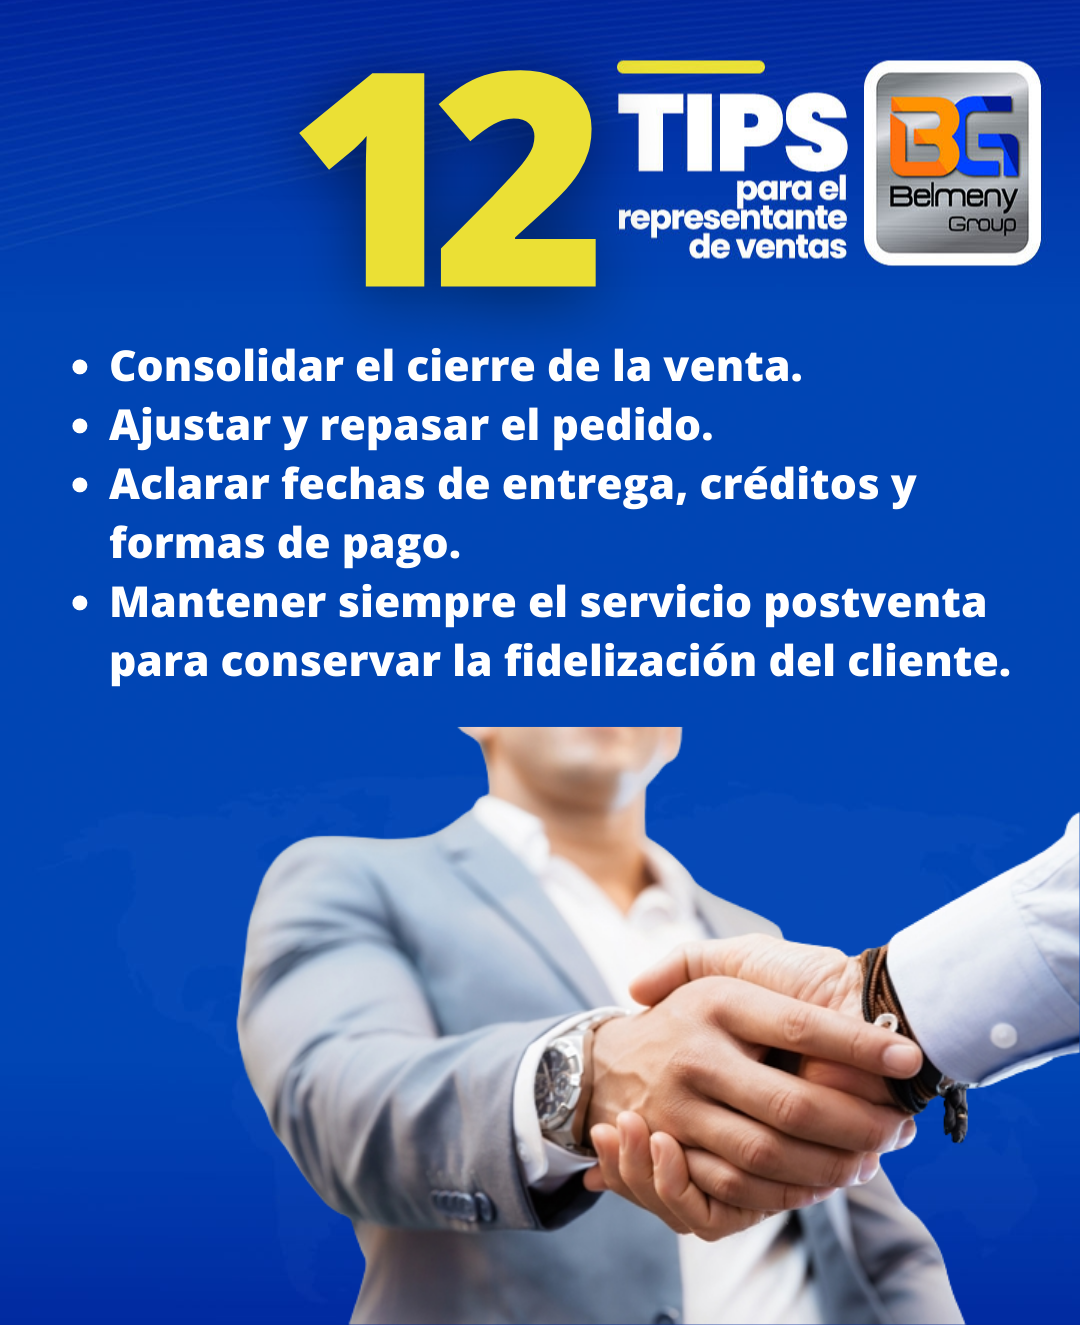 12
TIPS
para el
representante
de ventas
BG
Belmeny
Group
• Consolidar el cierre de la venta.
• Ajustar y repasar el pedido.
• Aclarar fechas de entrega, créditos y
formas de pago.
• Mantener siempre el servicio postventa
para conservar la fidelización del cliente.